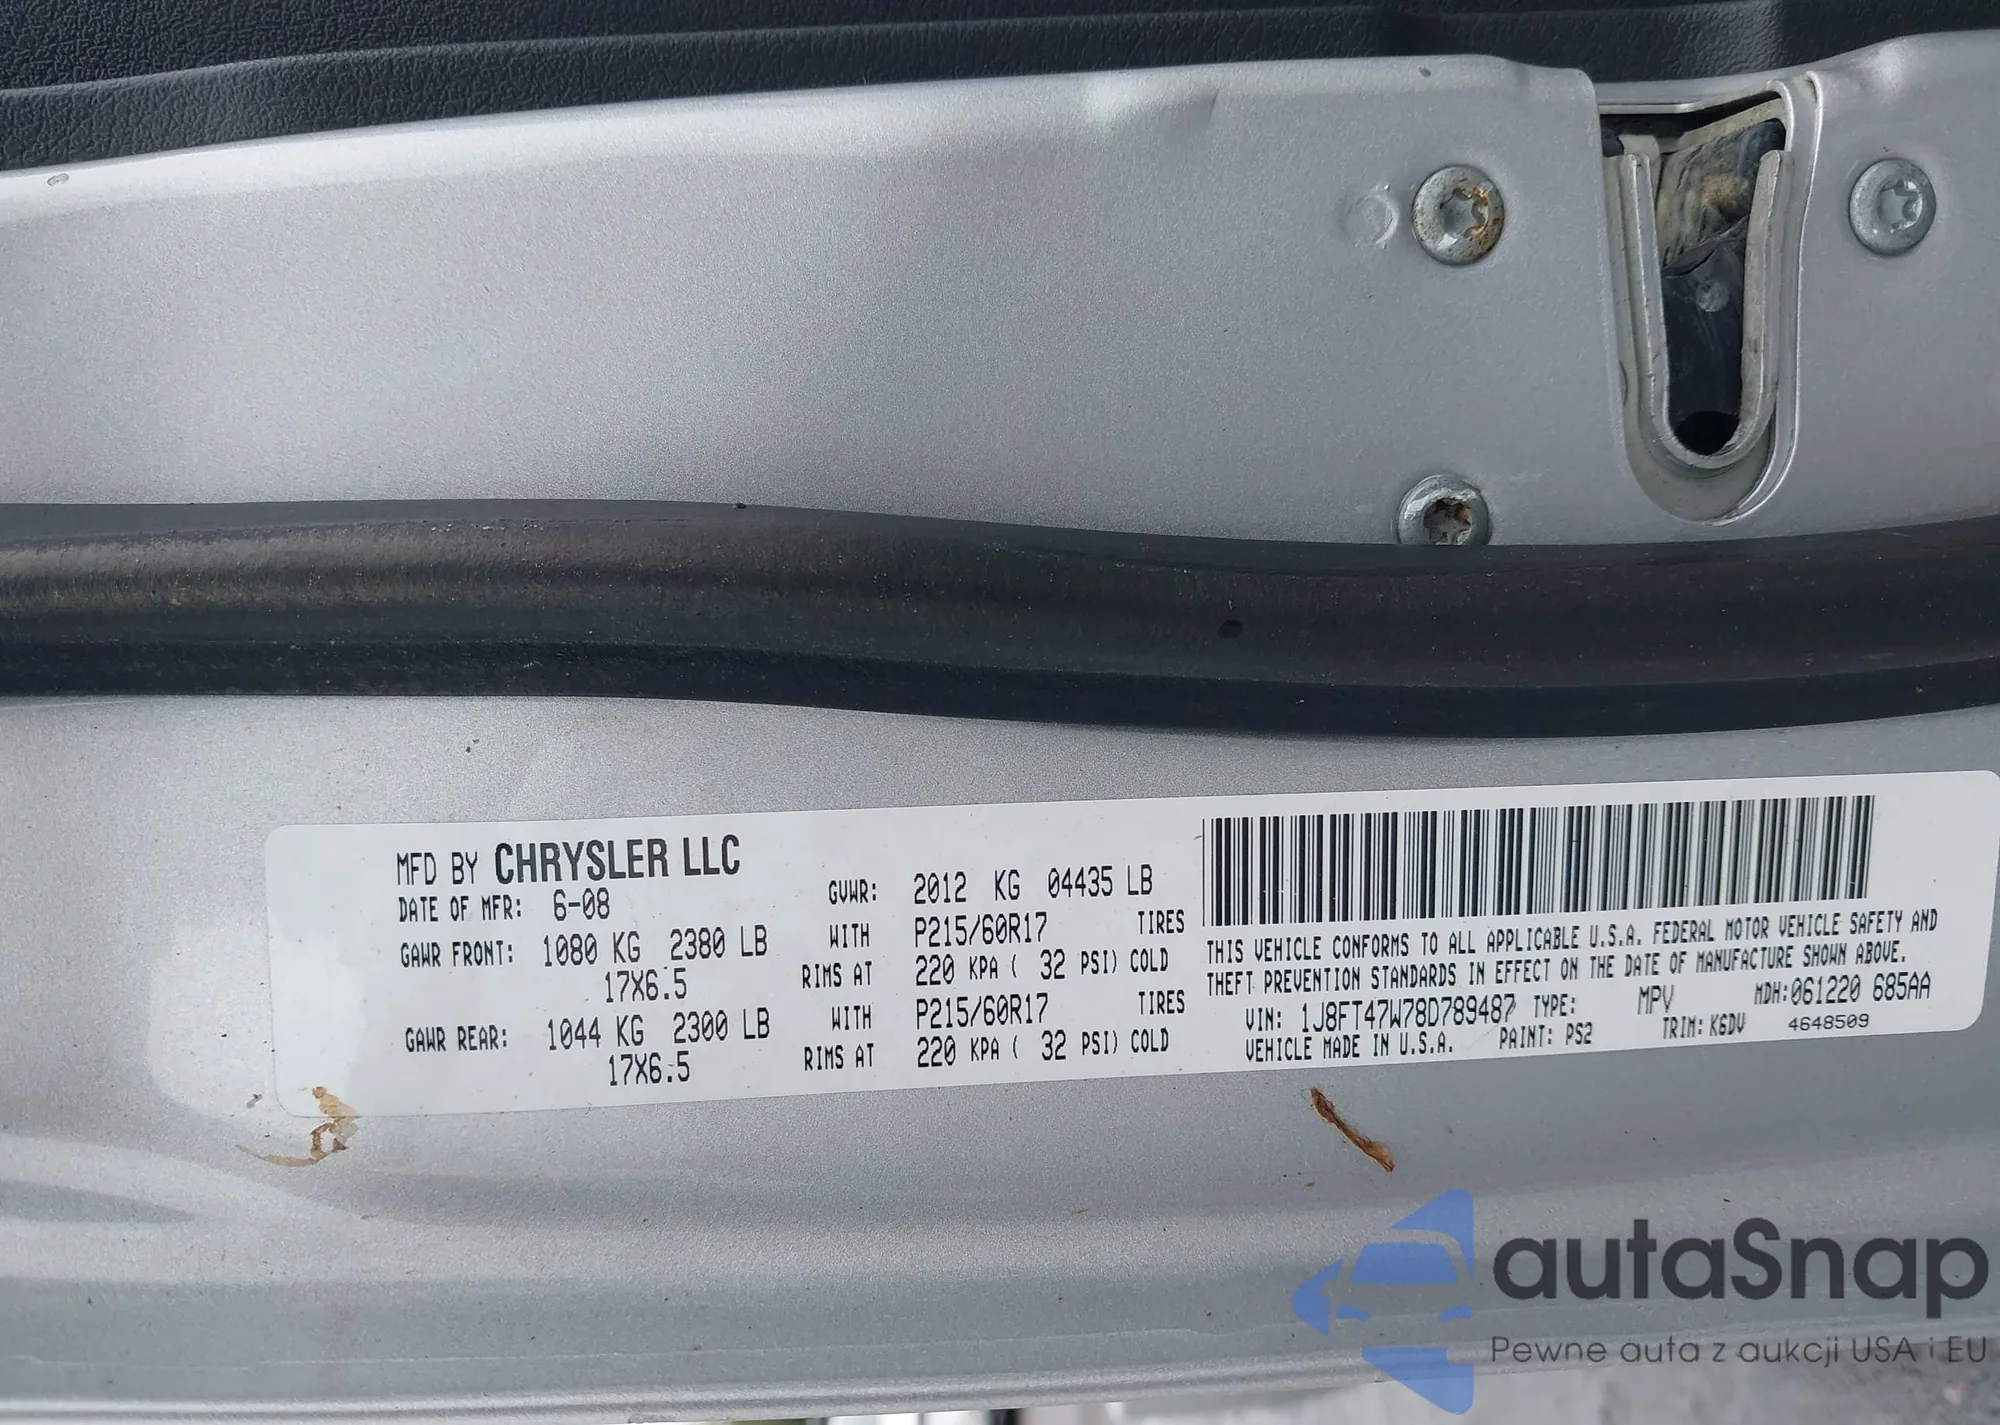 MFD BY CHRYSLER LLC
DATE OF MFR: 6-08
GVWR: 2012 KG 04435 LB
GAWR FRONT: 1080 KG 2380 LB
WITH P215/60R17 TIRES
17X6.5
RIMS AT 220 KPA ( 32 PSI) COLD
GAWR REAR: 1044 KG 2300 LB
WITH P215/60R17 TIRES
17X6.5
RIMS AT 220 KPA ( 32 PSI) COLD
THIS VEHICLE CONFORMS TO ALL APPLICABLE U.S.A. FEDERAL MOTOR VEHICLE SAFETY AND
THEFT PREVENTION STANDARDS IN EFFECT ON THE DATE OF MANUFACTURE SHOWN ABOVE.
VIN: 1J8FT47W78D789487 TYPE: MPV MDH:061220 685AA
VEHICLE MADE IN U.S.A. PAINT: PS2 TRIM: K6DV 4648509
autaSnap
Pewne auta z aukcji USA i EU